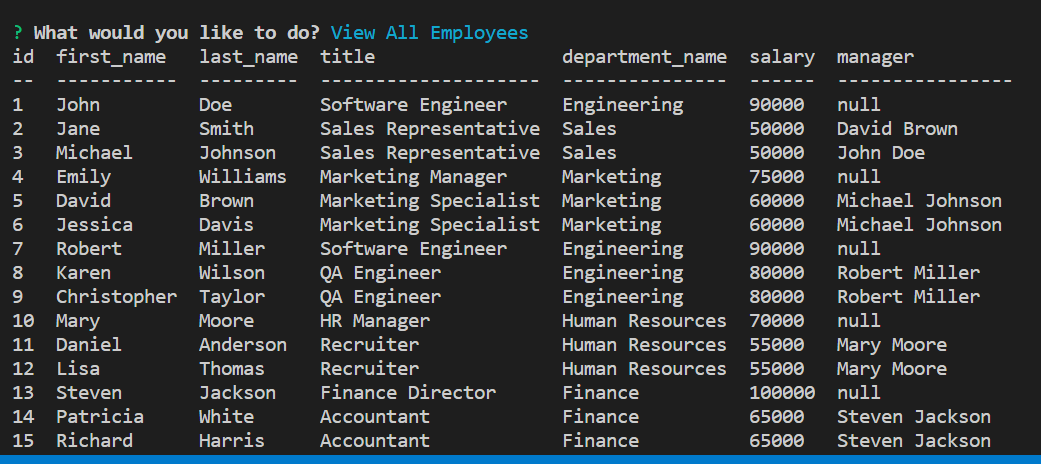 ? What would you like to do? View All Employees
id  first_name   last_name  title                 department_name  salary  manager
--  -----------  ---------  --------------------  ---------------  ------  ----------------
1   John         Doe        Software Engineer     Engineering      90000   null
2   Jane         Smith      Sales Representative  Sales            50000   David Brown
3   Michael      Johnson    Sales Representative  Sales            50000   John Doe
4   Emily        Williams   Marketing Manager     Marketing        75000   null
5   David        Brown      Marketing Specialist  Marketing        60000   Michael Johnson
6   Jessica      Davis      Marketing Specialist  Marketing        60000   Michael Johnson
7   Robert       Miller     Software Engineer     Engineering      90000   null
8   Karen        Wilson     QA Engineer           Engineering      80000   Robert Miller
9   Christopher  Taylor     QA Engineer           Engineering      80000   Robert Miller
10  Mary         Moore      HR Manager            Human Resources  70000   null
11  Daniel       Anderson   Recruiter             Human Resources  55000   Mary Moore
12  Lisa         Thomas     Recruiter             Human Resources  55000   Mary Moore
13  Steven       Jackson    Finance Director      Finance          100000  null
14  Patricia     White      Accountant            Finance          65000   Steven Jackson
15  Richard      Harris     Accountant            Finance          65000   Steven Jackson